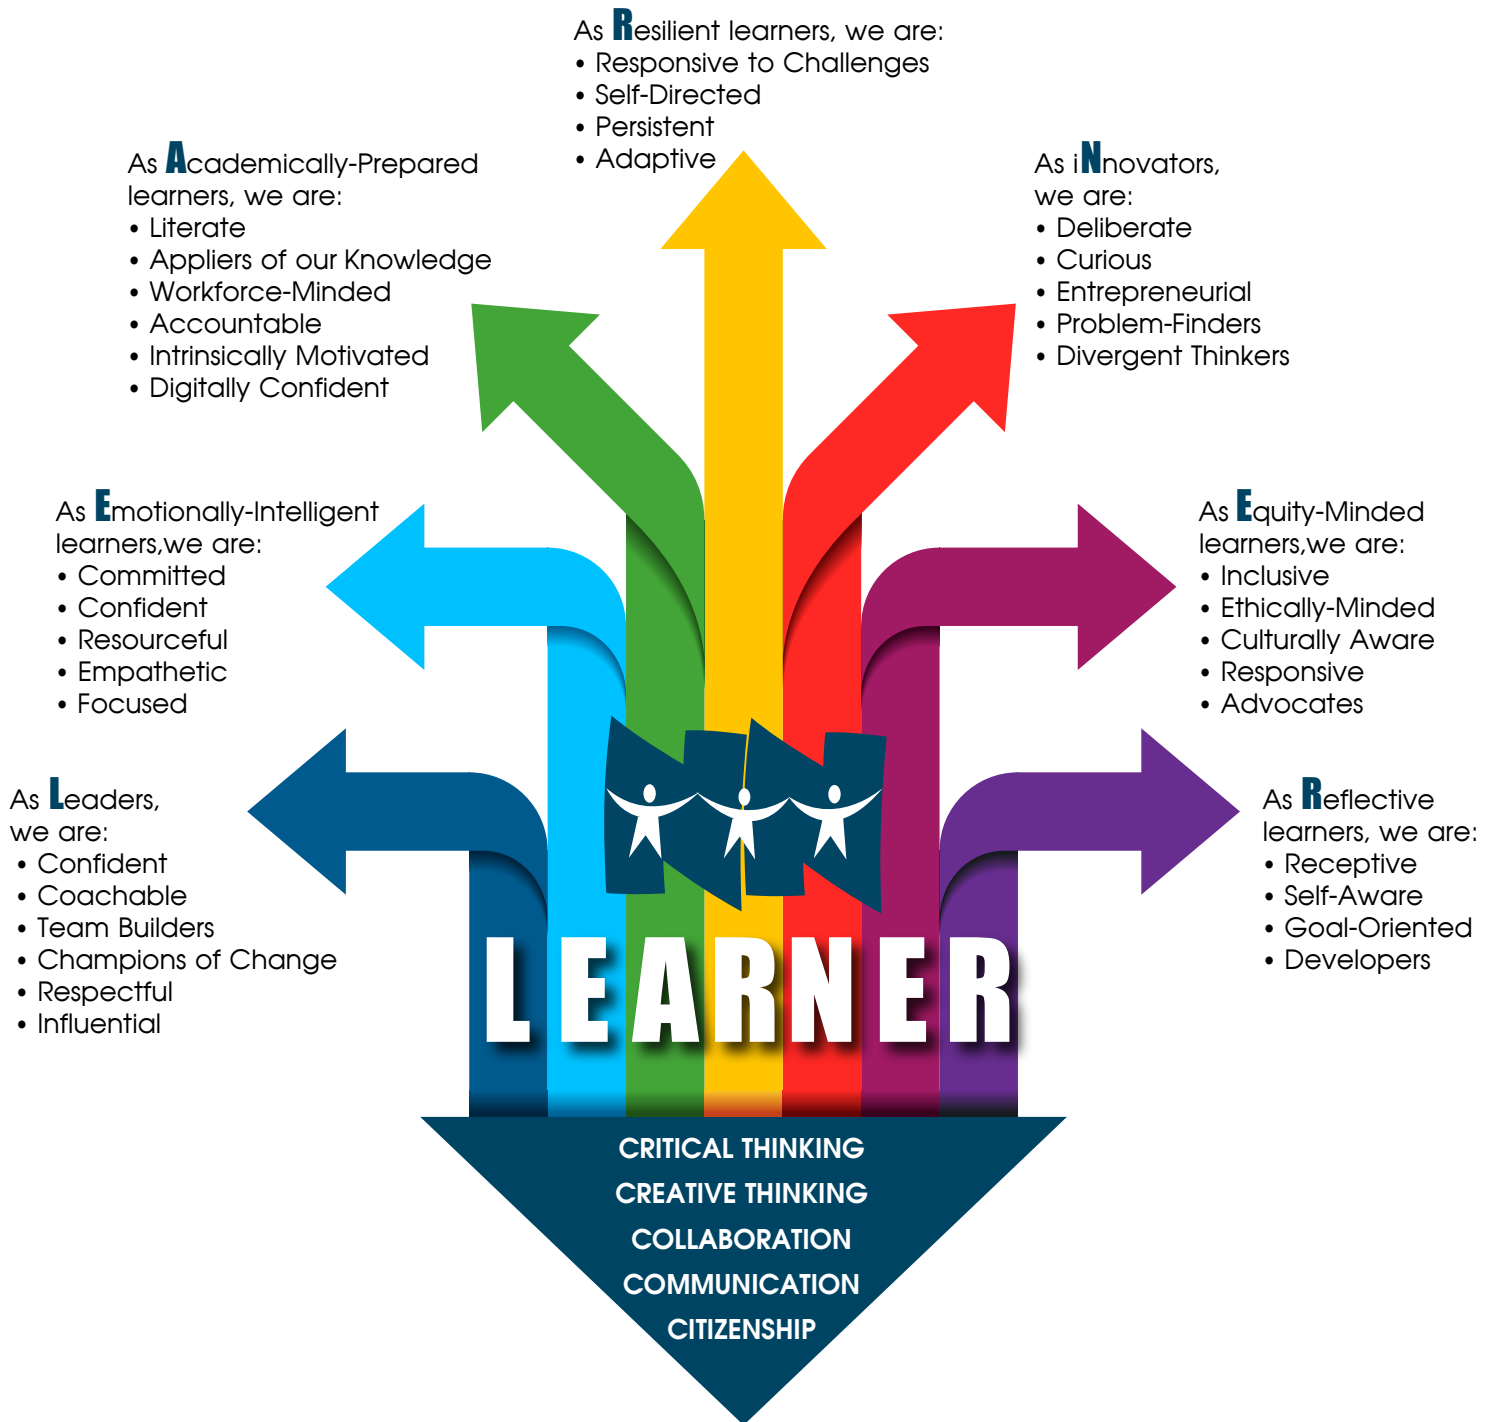 As Resilient learners, we are:
• Responsive to Challenges
• Self-Directed
• Persistent
• Adaptive
As Academically-Prepared
learners, we are:
• Literate
• Appliers of our Knowledge
• Workforce-Minded
• Accountable
• Intrinsically Motivated
• Digitally Confident
As iNnovators,
we are:
• Deliberate
• Curious
• Entrepreneurial
• Problem-Finders
• Divergent Thinkers
As Emotionally-Intelligent
learners,we are:
• Committed
• Confident
• Resourceful
• Empathetic
• Focused
As Equity-Minded
learners,we are:
• Inclusive
• Ethically-Minded
• Culturally Aware
• Responsive
• Advocates
As Leaders,
we are:
• Confident
• Coachable
• Team Builders
• Champions of Change
• Respectful
• Influential
As Reflective
learners, we are:
• Receptive
• Self-Aware
• Goal-Oriented
• Developers
LEARNER
CRITICAL THINKING
CREATIVE THINKING
COLLABORATION
COMMUNICATION
CITIZENSHIP